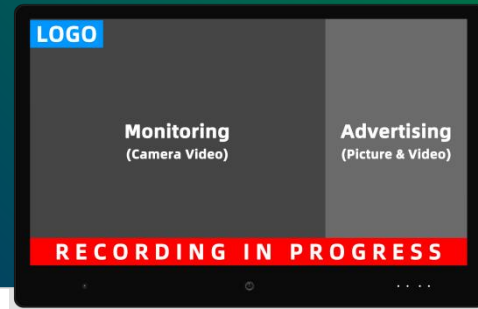 LOGO
Monitoring
(Camera Video)
Advertising
(Picture & Video)
RECORDING IN PROGRESS